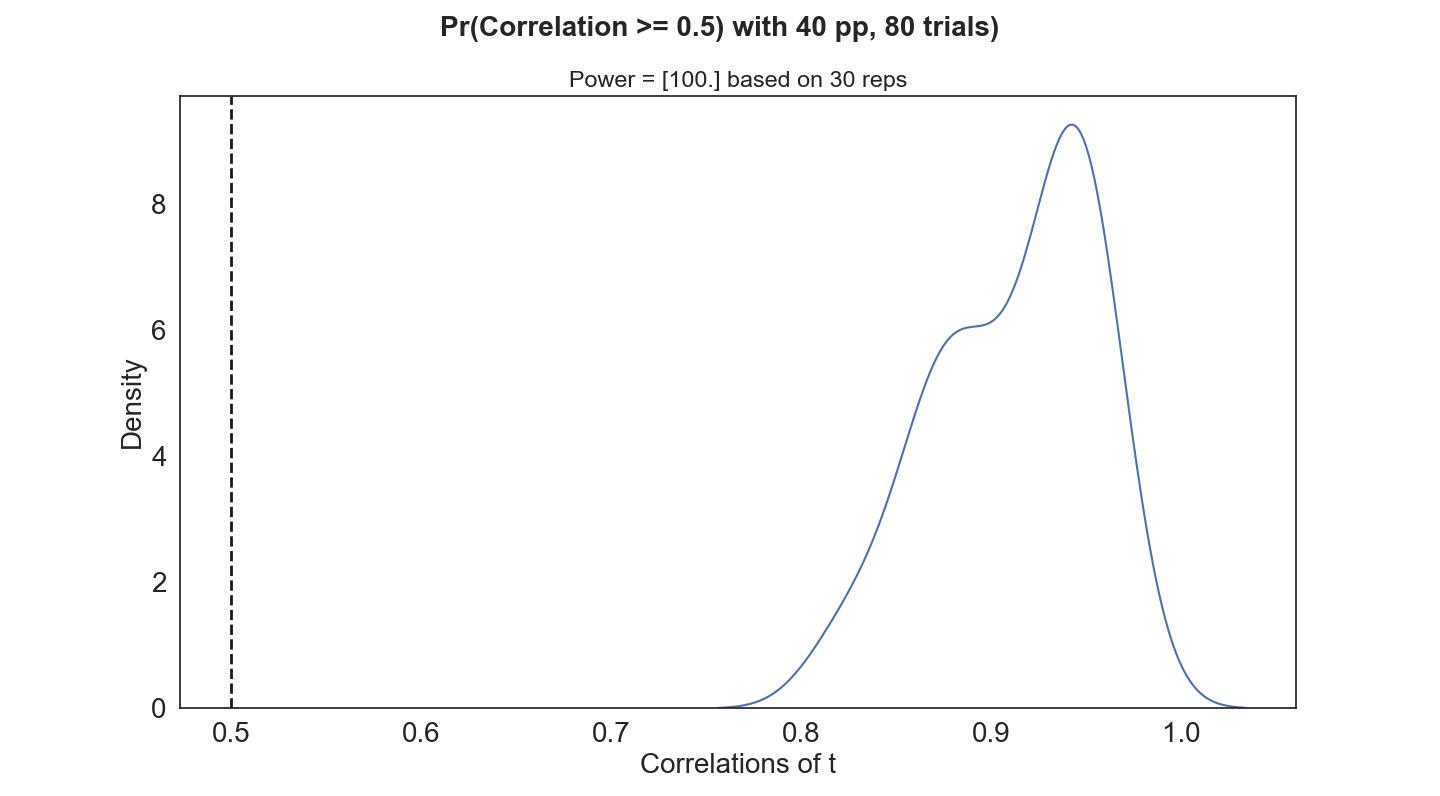 Pr(Correlation >= 0.5) with 40 pp, 80 trials)
Power = [100.] based on 30 reps
Density
8
6
4
2
0
0.5 0.6 0.7 0.8 0.9 1.0
Correlations of t